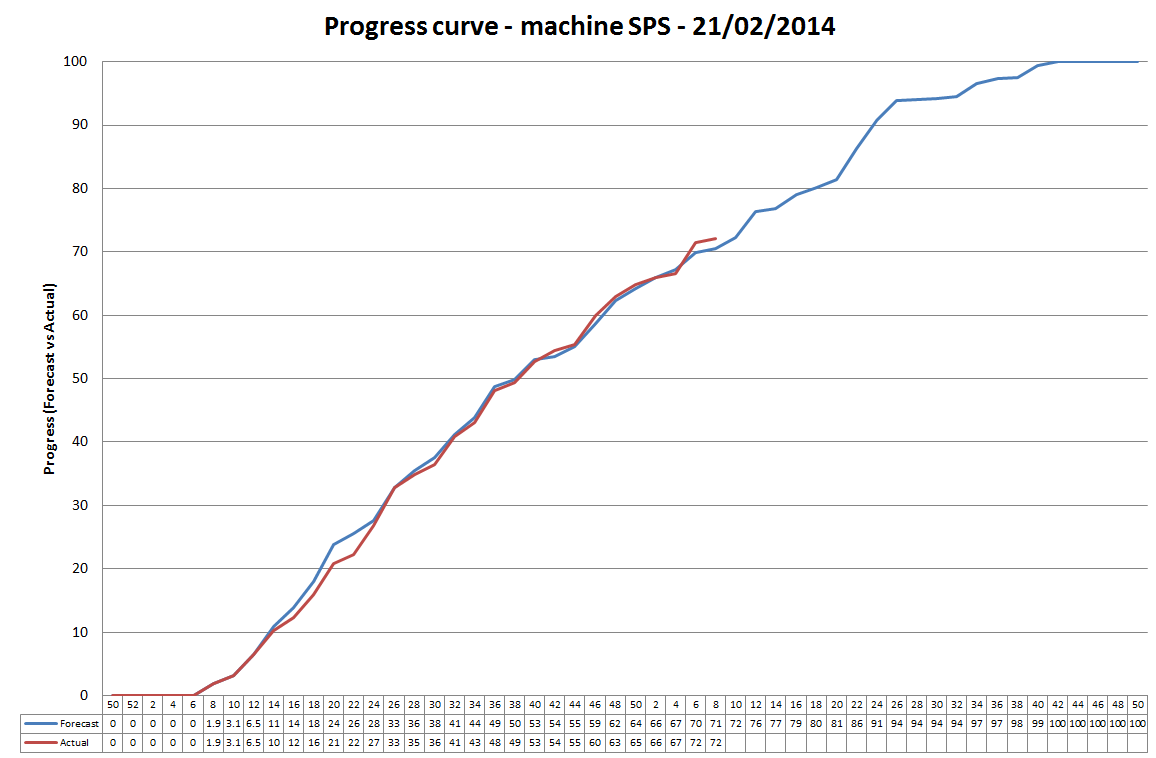 Progress curve - machine SPS - 21/02/2014
Progress (Forecast vs Actual)
100
90
80
70
60
50
40
30
20
10
0
50 52 2 4 6 8 10 12 14 16 18 20 22 24 26 28 30 32 34 36 38 40 42 44 46 48 50 2 4 6 8 10 12 14 16 18 20 22 24 26 28 30 32 34 36 38 40 42 44 46 48 50
Forecast 0 0 0 0 0 1.9 3.1 6.5 11 14 18 24 26 28 33 36 38 41 44 49 50 53 54 55 59 62 64 66 67 70 71 72 76 77 79 80 81 86 91 94 94 94 94 97 97 98 99 100 100 100 100 100
Actual 0 0 0 0 0 1.9 3.1 6.5 10 12 16 21 22 27 33 35 36 41 43 48 49 53 54 55 60 63 65 66 67 72 72